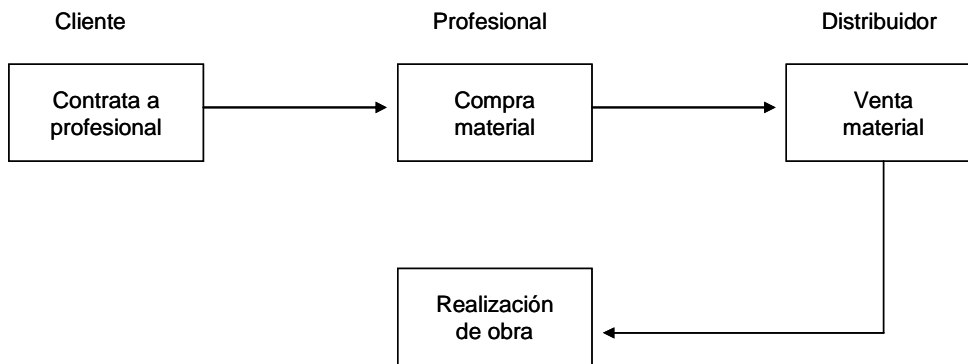 Cliente
Profesional
Distribuidor
Contrata a
profesional
Compra
material
Venta
material
Realización
de obra